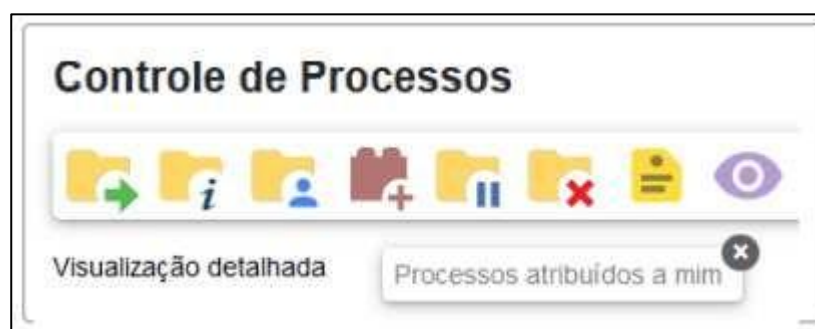 Controle de Processos
Visualização detalhada
Processos atribuídos a mim